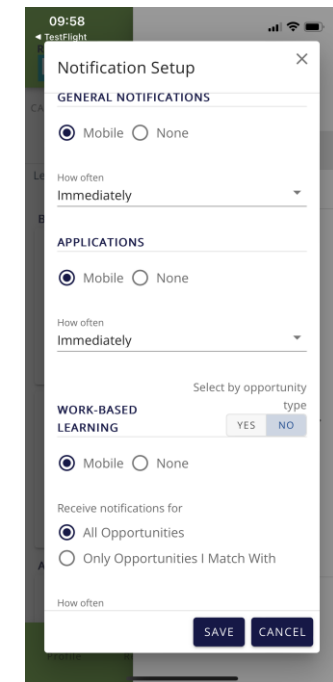 09:58
◀ TestFlight
Notification Setup
GENERAL NOTIFICATIONS
Mobile None
How often
Immediately
APPLICATIONS
Mobile None
How often
Immediately
Select by opportunity
type
WORK-BASED
LEARNING
YES NO
Mobile None
Receive notifications for
All Opportunities
Only Opportunities I Match With
How often
SAVE CANCEL
Profile